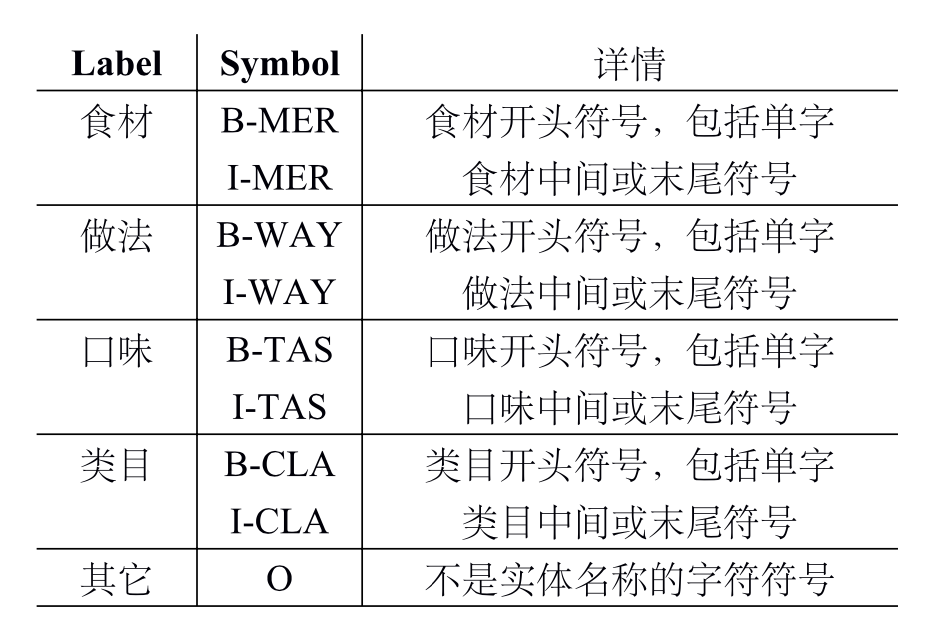 Label Symbol 详情
食材 B-MER 食材开头符号，包括单字
I-MER 食材中间或末尾符号
做法 B-WAY 做法开头符号，包括单字
I-WAY 做法中间或末尾符号
口味 B-TAS 口味开头符号，包括单字
I-TAS 口味中间或末尾符号
类目 B-CLA 类目开头符号，包括单字
I-CLA 类目中间或末尾符号
其它 O 不是实体名称的字符符号